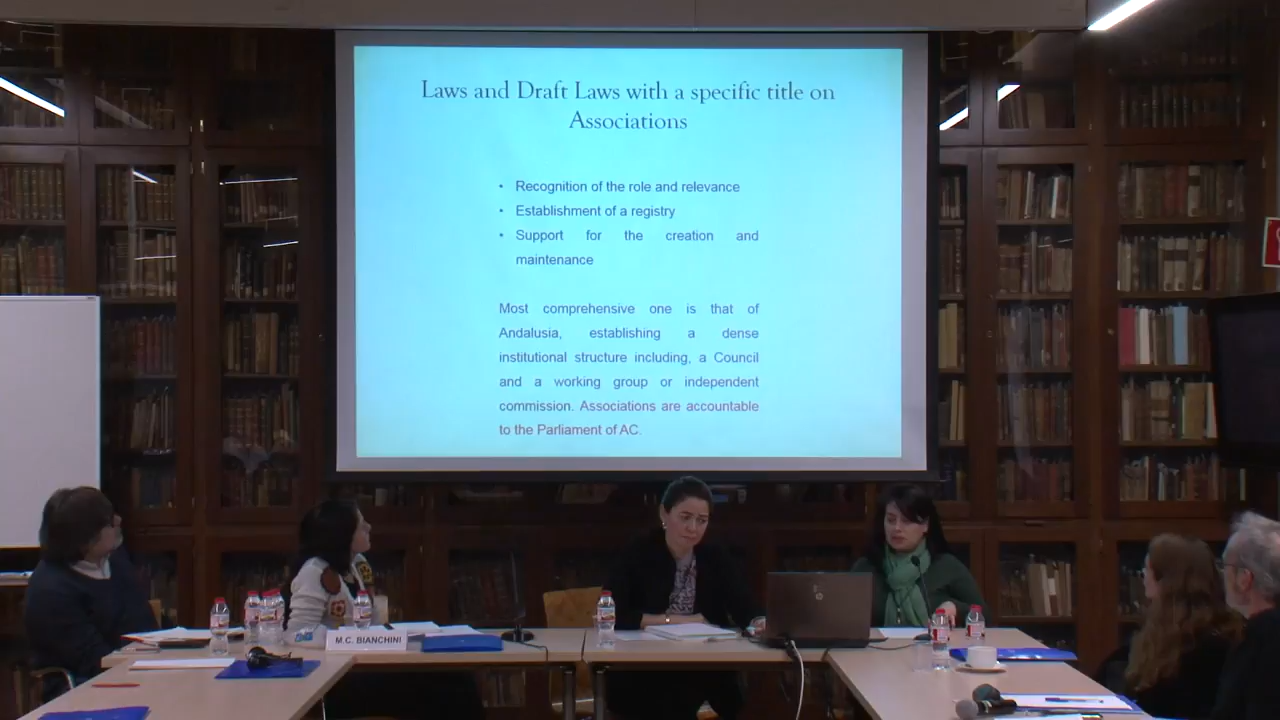 Laws and Draft Laws with a specific title on
Associations
• Recognition of the role and relevance
• Establishment of a registry
• Support for the creation and
maintenance
Most comprehensive one is that of
Andalusia, establishing a dense
institutional structure including, a Council
and a working group or independent
commission. Associations are accountable
to the Parliament of AC.
M.C. BIANCHINI